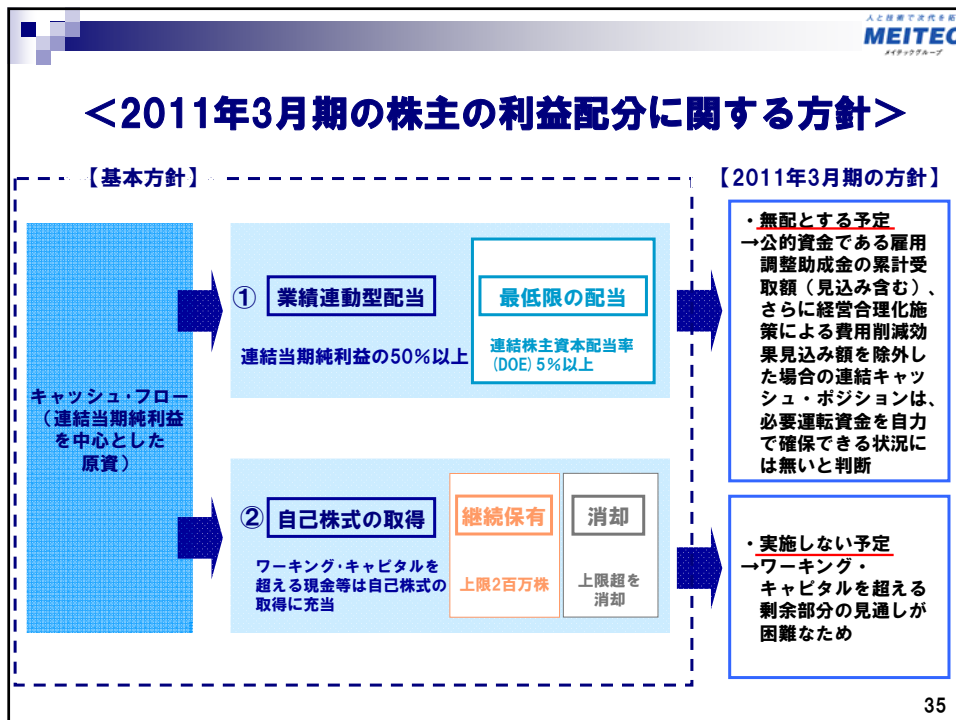 人と技術で次代を拓
MEITEC
メイテックグループ
<2011年3月期の株主の利益配分に関する方針>
【基本方針】
キャッシュ・フロー
(連結当期純利益
を中心とした
原資)
① 業績連動型配当
連結当期純利益の50%以上
最低限の配当
連結株主資本配当率
(DOE)5%以上
② 自己株式の取得
ワーキング・キャピタルを
超える現金等は自己株式の
取得に充当
継続保有
上限2百万株
消却
上限超を
消却
【2011年3月期の方針】
・無配とする予定
→公的資金である雇用
調整助成金の累計受
取額(見込み含む)、
さらに経営合理化施
策による費用削減効
果見込み額を除外し
た場合の連結キャッ
シュ・ポジションは、
必要運転資金を自力
で確保できる状況に
は無いと判断
・実施しない予定
→ワーキング・
キャピタルを超える
剰余部分の見通しが
困難なため
35